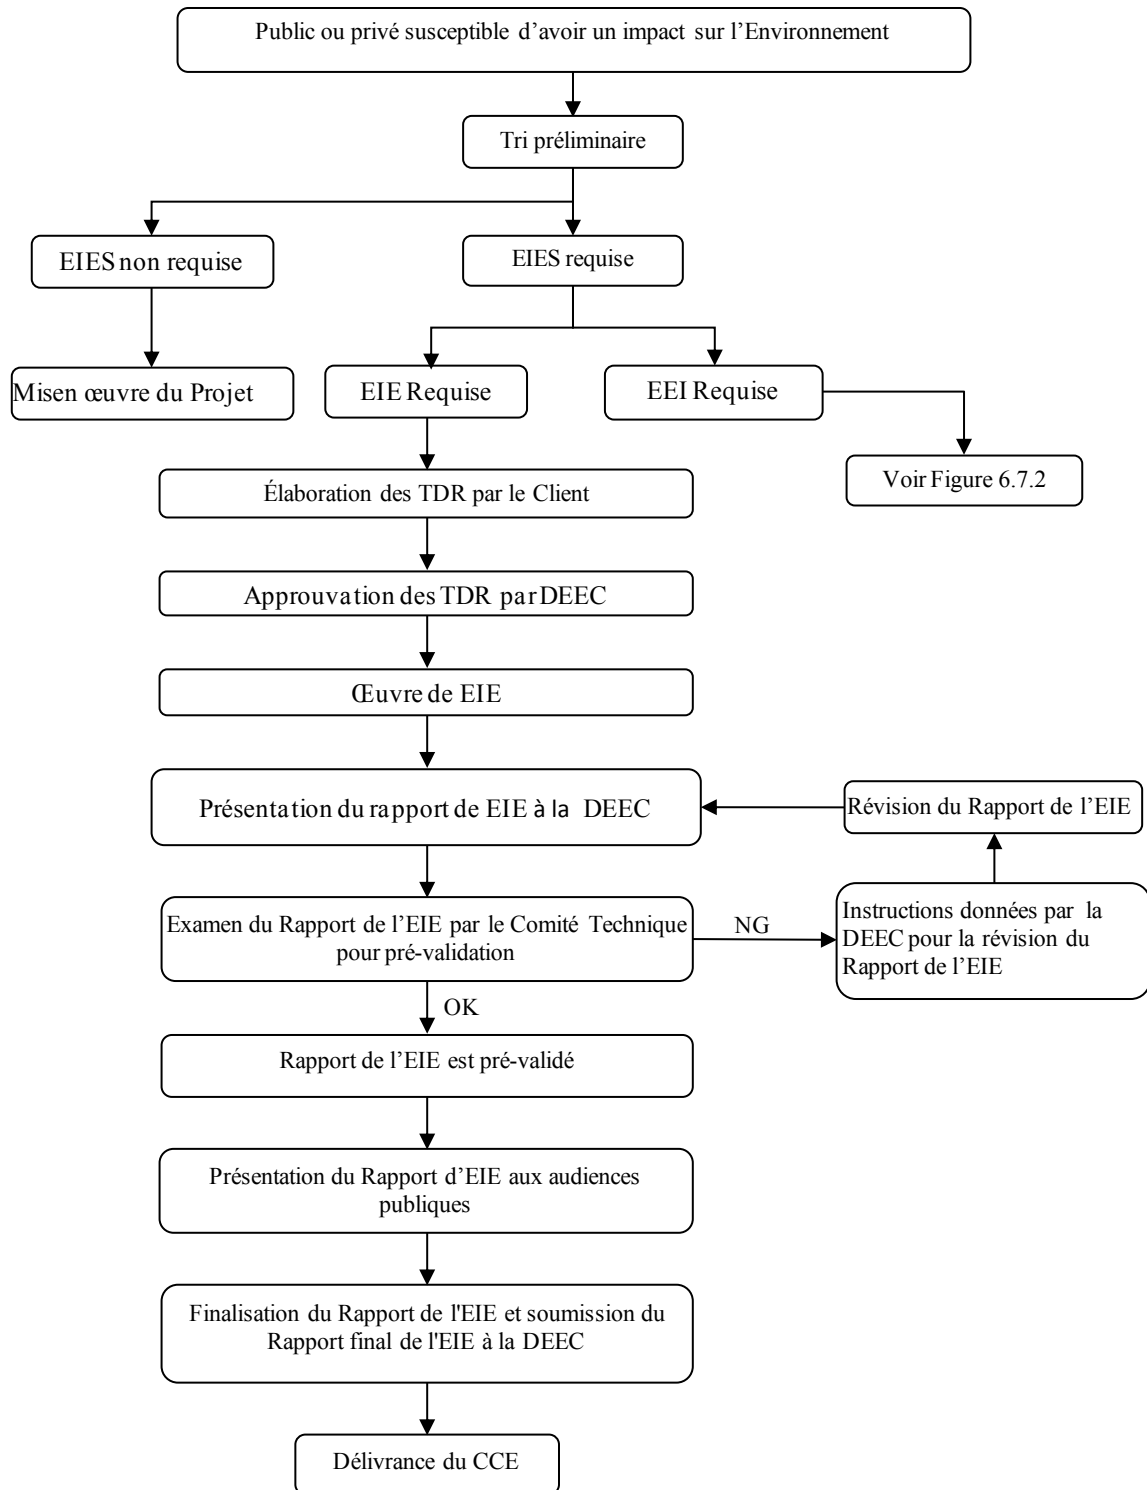 Public ou privé susceptible d’avoir un impact sur l’Environnement
Tri préliminaire
EIES non requise
EIES requise
Misen œuvre du Projet
EIE Requise
EEI Requise
Voir Figure 6.7.2
Élaboration des TDR par le Client
Approuvation des TDR par DEEC
Œuvre de EIE
Présentation du rapport de EIE à la DEEC
Révision du Rapport de l’EIE
Examen du Rapport de l’EIE par le Comité Technique
pour pré-validation
NG
Instructions données par la
DEEC pour la révision du
Rapport de l’EIE
OK
Rapport de l’EIE est pré-validé
Présentation du Rapport d’EIE aux audiences
publiques
Finalisation du Rapport de l'EIE et soumission du
Rapport final de l'EIE à la DEEC
Délivrance du CCE